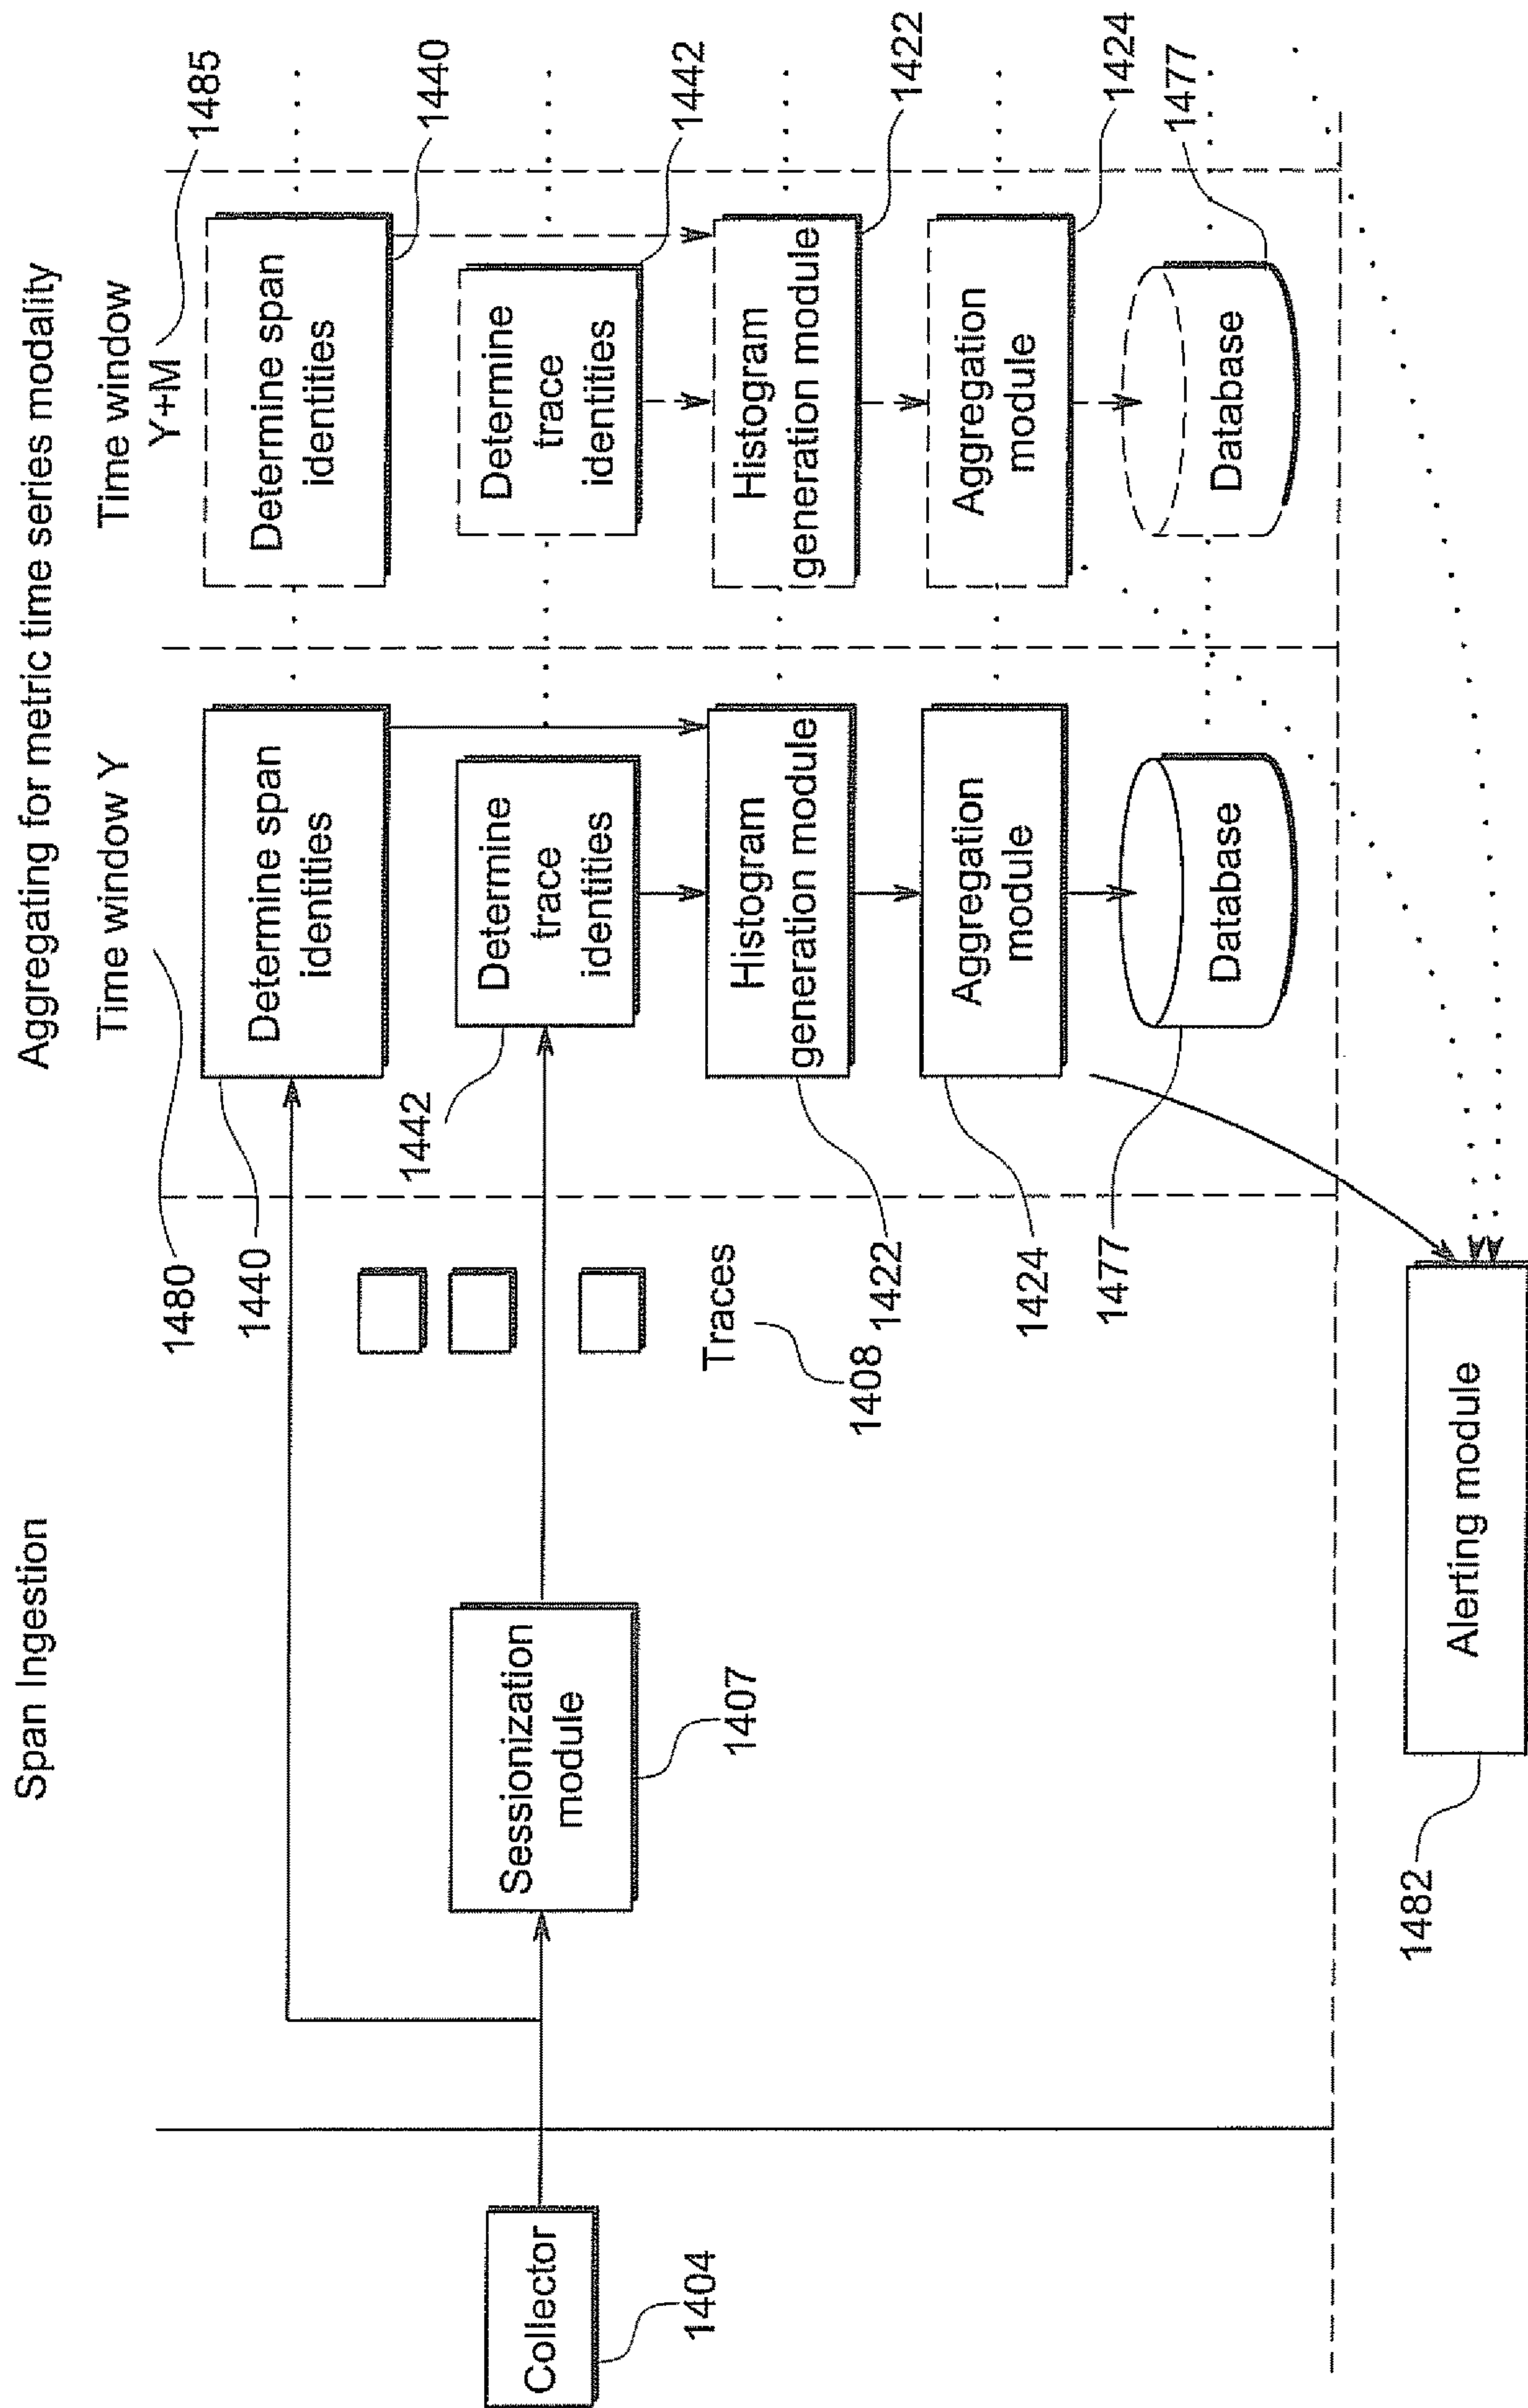 Span Ingestion
Aggregating for metric time series modality
Time window Y
Time window
Y+M
1480
1485
1440
Determine span
identities
Determine span
identities
1440
1442
Determine
trace
identities
Determine
trace
identities
1442
Collector
1404
Sessionization
module
1407
Traces
1408
1422
Histogram
generation module
Histogram
generation module
1422
1424
Aggregation
module
Aggregation
module
1424
1477
Database
Database
1477
Alerting module
1482